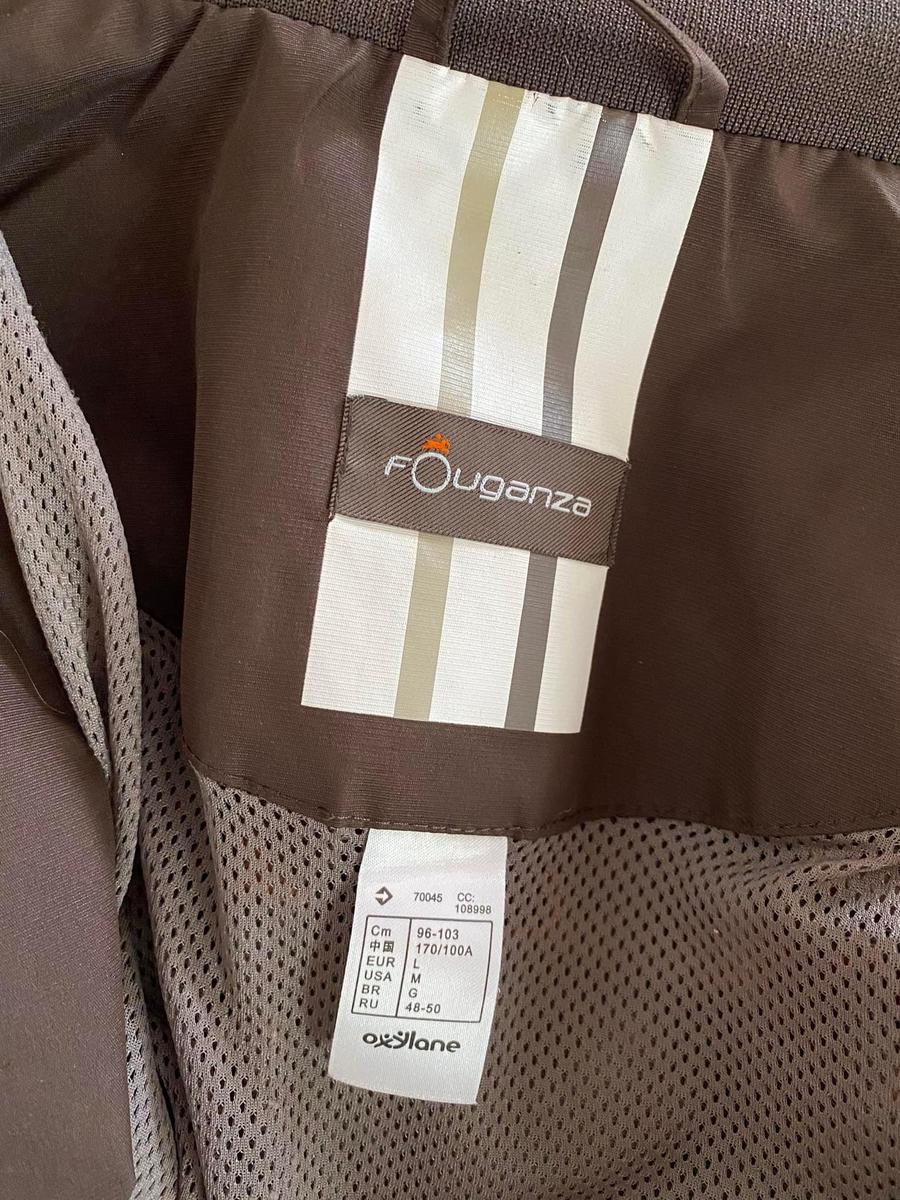 Fouganza
70045 CC:
108998
Cm 96-103
中国 170/100A
EUR L
USA M
BR G
RU 48-50
oxylane